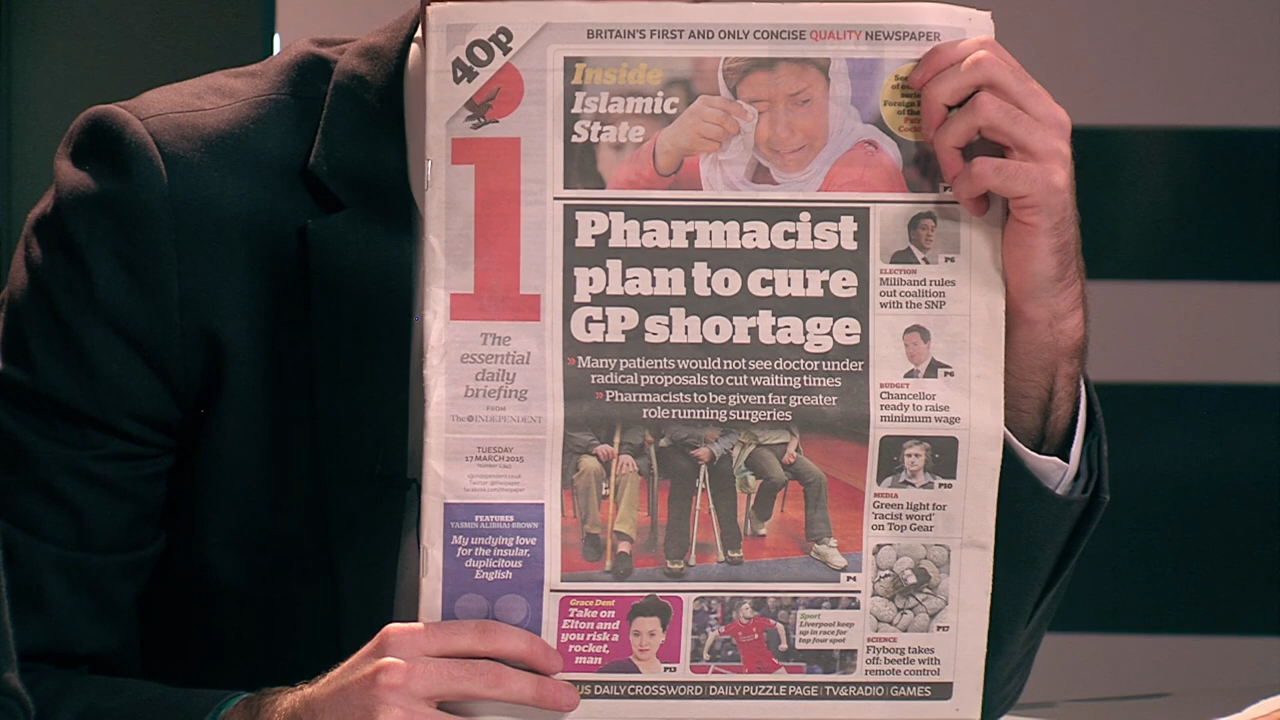 BRITAIN'S FIRST AND ONLY CONCISE QUALITY NEWSPAPER
40p
i
The
essential
daily
briefing
FROM
The INDEPENDENT
TUESDAY
17 MARCH 2015
FEATURES
YASMIN ALIBHAI-BROWN
My undying love
for the insular,
duplicitous
English
Inside
Islamic
State
Pharmacist
plan to cure
GP shortage
» Many patients would not see doctor under
radical proposals to cut waiting times
» Pharmacists to be given far greater
role running surgeries
P4
P6
ELECTION
Miliband rules
out coalition
with the SNP
P6
BUDGET
Chancellor
ready to raise
minimum wage
P10
MEDIA
Green light for
'racist word'
on Top Gear
P17
SCIENCE
Flyborg takes
off: beetle with
remote control
Grace Dent
Take on
Elton and
you risk a
rocket,
man
P13
Sport
Liverpool keep
up in race for
top four spot
DAILY CROSSWORD | DAILY PUZZLE PAGE | TV & RADIO | GAMES